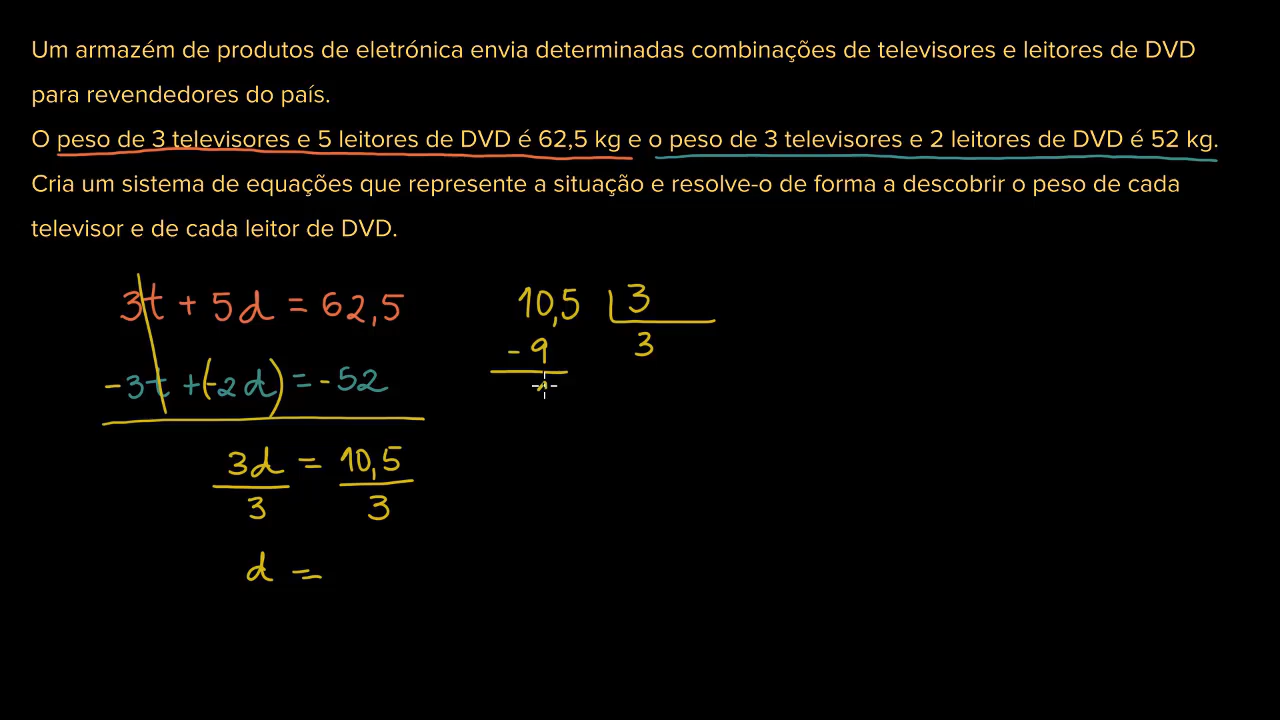 Um armazém de produtos de eletrónica envia determinadas combinações de televisores e leitores de DVD
para revendedores do país.
O peso de 3 televisores e 5 leitores de DVD é 62,5 kg e o peso de 3 televisores e 2 leitores de DVD é 52 kg.
Cria um sistema de equações que represente a situação e resolve-o de forma a descobrir o peso de cada
televisor e de cada leitor de DVD.
3t + 5d = 62,5
-3t + (-2d) = -52
3d = 10,5
3 3
d =
10,5 3
- 9 3